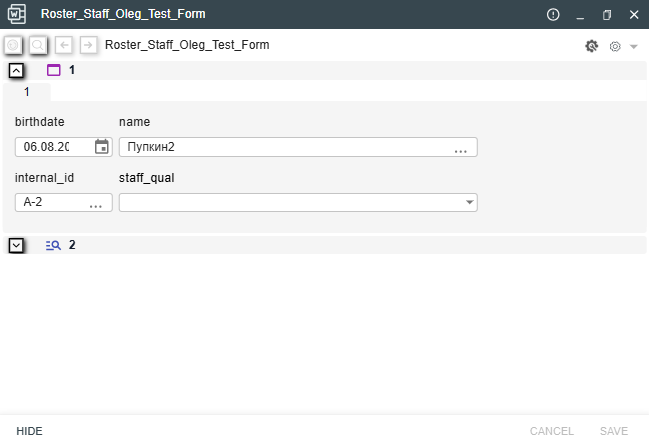 Roster_Staff_Oleg_Test_Form
Roster_Staff_Oleg_Test_Form
1
1
birthdate name
06.08.20 Пупкин2 ...
internal_id staff_qual
A-2 ...
2
HIDE CANCEL SAVE